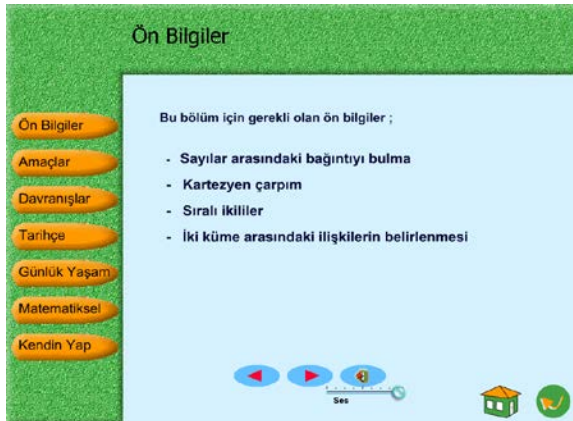 Ön Bilgiler
Ön Bilgiler
Amaçlar
Davranışlar
Tarihçe
Günlük Yaşam
Matematiksel
Kendin Yap
Bu bölüm için gerekli olan ön bilgiler ;
- Sayılar arasındaki bağıntıyı bulma
- Kartezyen çarpım
- Sıralı ikililer
- İki küme arasındaki ilişkilerin belirlenmesi
Ses